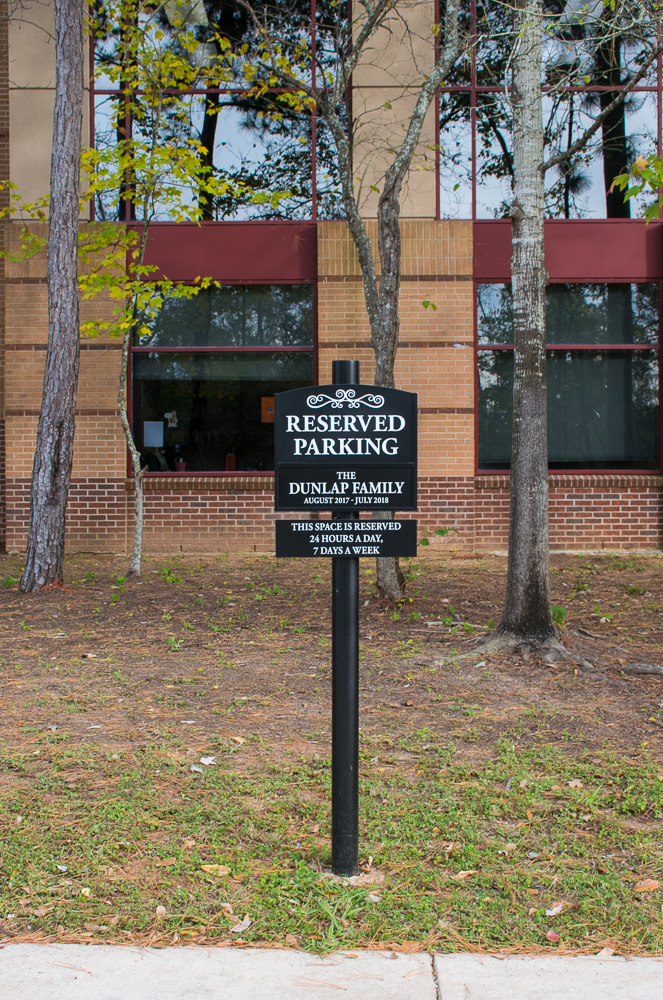 RESERVED
PARKING
THE
DUNLAP FAMILY
AUGUST 2017 - JULY 2018
THIS SPACE IS RESERVED
24 HOURS A DAY,
7 DAYS A WEEK